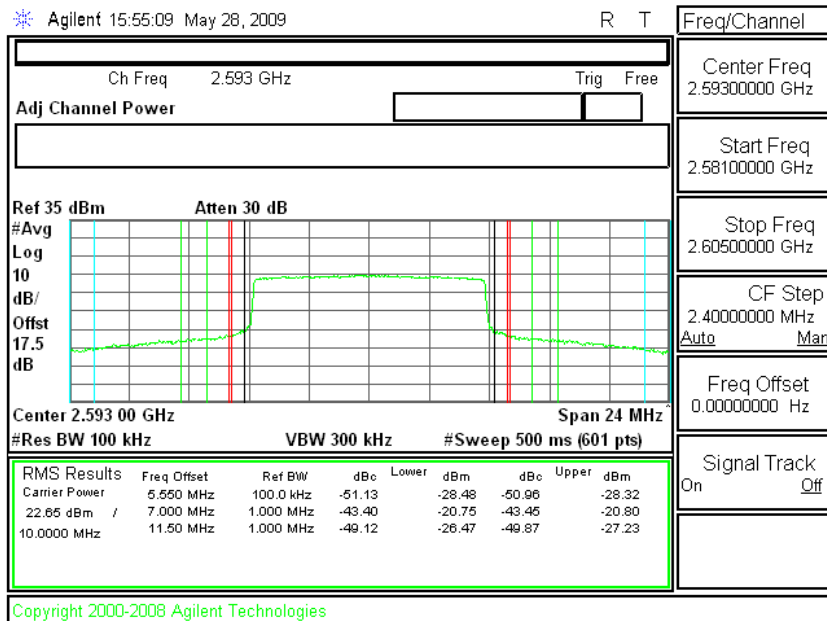 Agilent 15:55:09 May 28, 2009 R T
Ch Freq 2.593 GHz Trig Free
Adj Channel Power
Ref 35 dBm Atten 30 dB
#Avg
Log
10
dB/
Offst
17.5
dB
Center 2.593 00 GHz Span 24 MHz^
#Res BW 100 kHz VBW 300 kHz #Sweep 500 ms (601 pts)
RMS Results Freq Offset Ref BW dBc Lower dBm dBc Upper dBm
Carrier Power 5.550 MHz 100.0 kHz -51.13 -28.48 -50.96 -28.32
22.65 dBm / 7.000 MHz 1.000 MHz -43.40 -20.75 -43.45 -20.80
10.0000 MHz 11.50 MHz 1.000 MHz -49.12 -26.47 -49.87 -27.23
Copyright 2000-2008 Agilent Technologies
Freq/Channel
Center Freq
2.59300000 GHz
Start Freq
2.58100000 GHz
Stop Freq
2.60500000 GHz
CF Step
2.40000000 MHz
Auto Man
Freq Offset
0.00000000 Hz
Signal Track
On Off